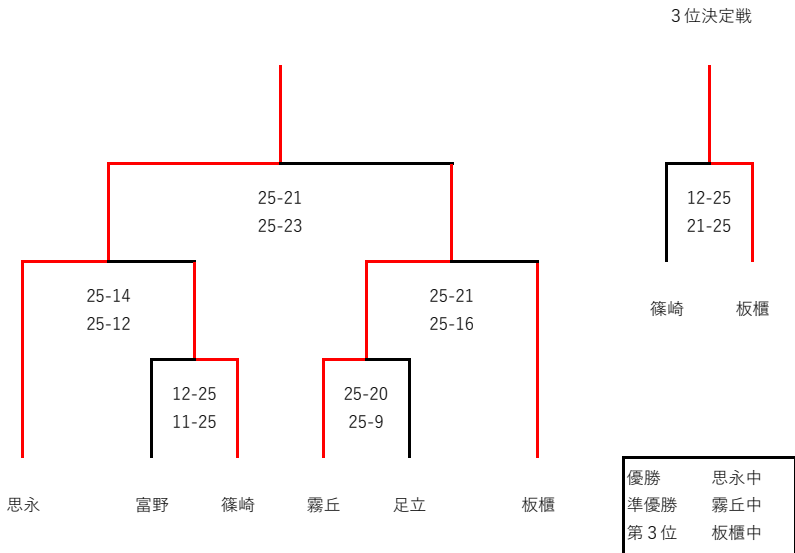 ３位決定戦
25-21
25-23
12-25
21-25
25-14
25-12
25-21
25-16
篠崎 板櫃
12-25
11-25
25-20
25-9
思永 富野 篠崎 霧丘 足立 板櫃
優勝 思永中
準優勝 霧丘中
第３位 板櫃中